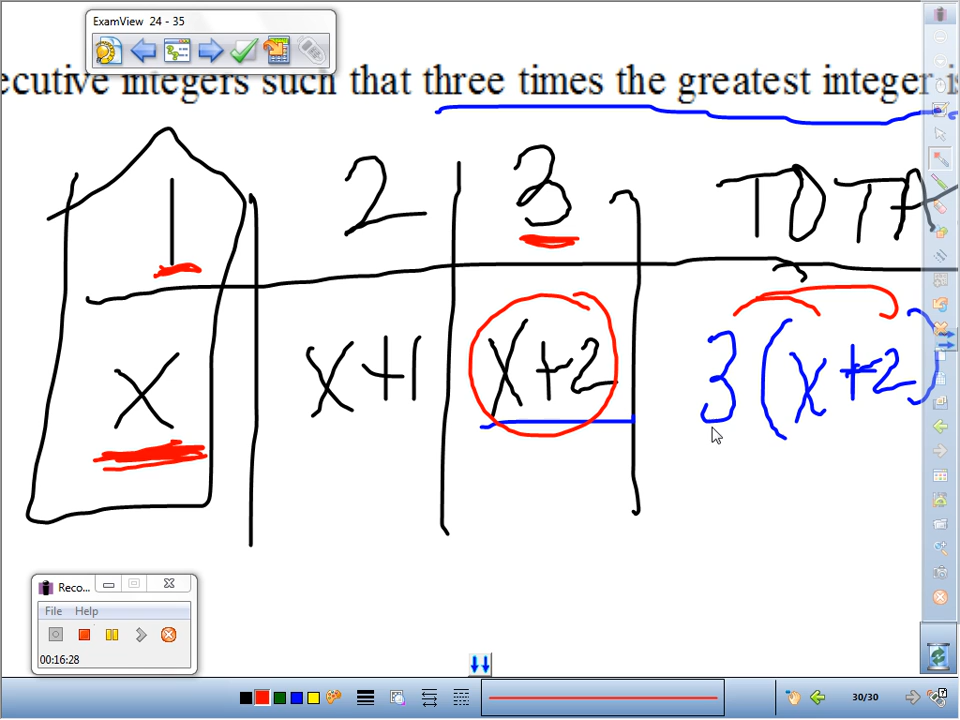 ExamView 24 - 35
ecutive integers such that three times the greatest integer is
1 2 3 TOTA
x x+1 x+2 3(x+2)
Reco...
File Help
00:16:28
30/30